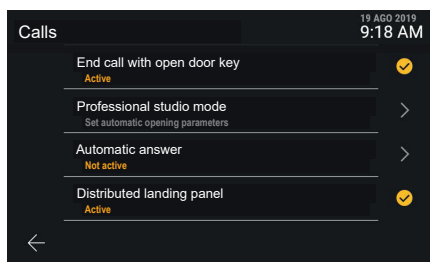 19 AGO 2019
Calls
9:18 AM
End call with open door key
Active
Professional studio mode
Set automatic opening parameters
Automatic answer
Not active
Distributed landing panel
Active